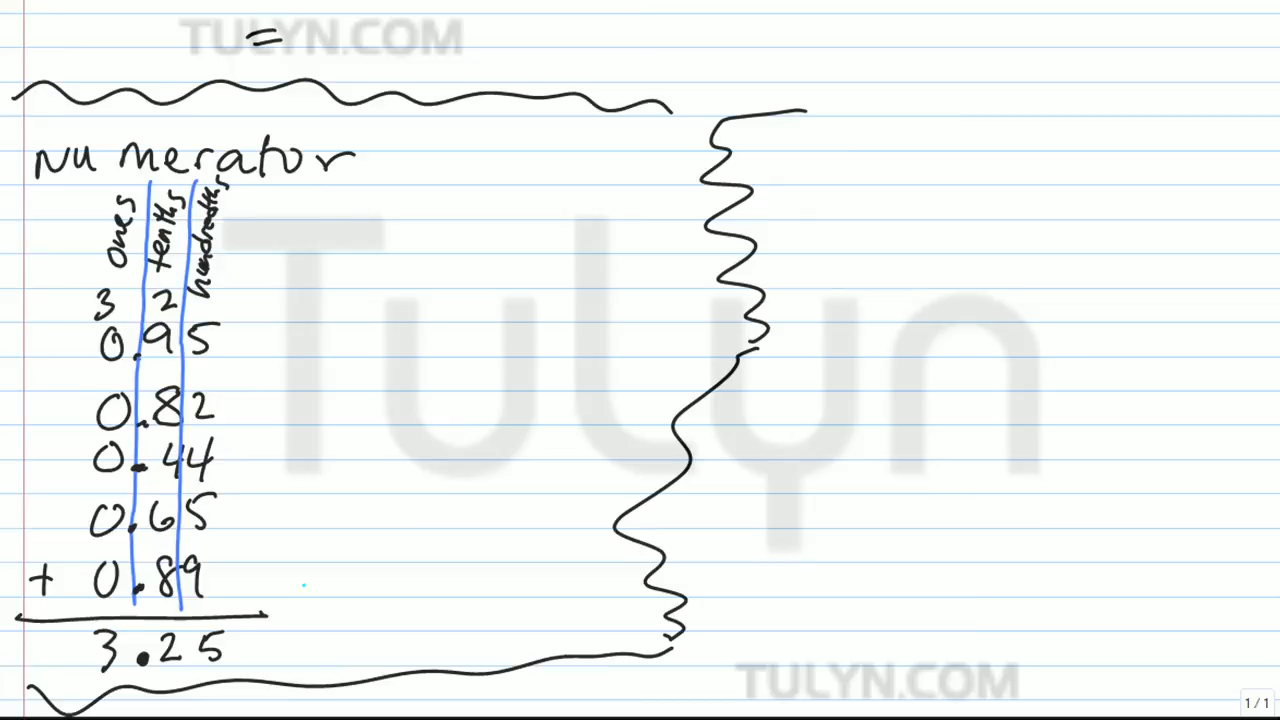 TULYN.COM
=
Numerator
ones tenths hundredths
3 2
0.95
0.82
0.44
0.65
+ 0.89
3.25
Tulyn
TULYN.COM
1 / 1